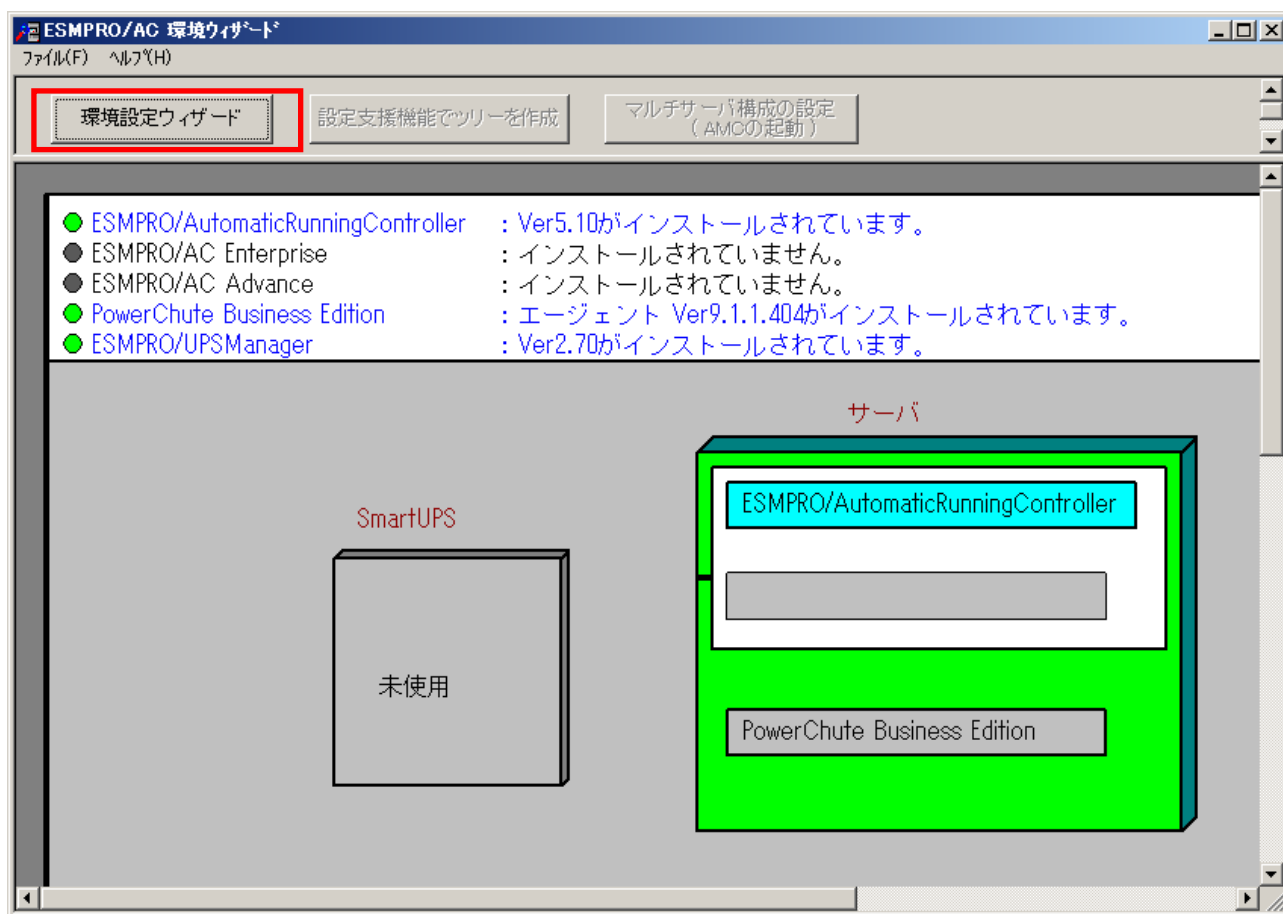 ESMPRO/AC 環境ウィザード
ファイル(F) ヘルプ(H)
環境設定ウィザード
設定支援機能でツリーを作成
マルチサーバ構成の設定
(AMCの起動)
ESMPRO/AutomaticRunningController : Ver5.10がインストールされています。
ESMPRO/AC Enterprise : インストールされていません。
ESMPRO/AC Advance : インストールされていません。
PowerChute Business Edition : エージェント Ver9.1.1.404がインストールされています。
ESMPRO/UPSManager : Ver2.70がインストールされています。
サーバ
ESMPRO/AutomaticRunningController
SmartUPS
未使用
PowerChute Business Edition